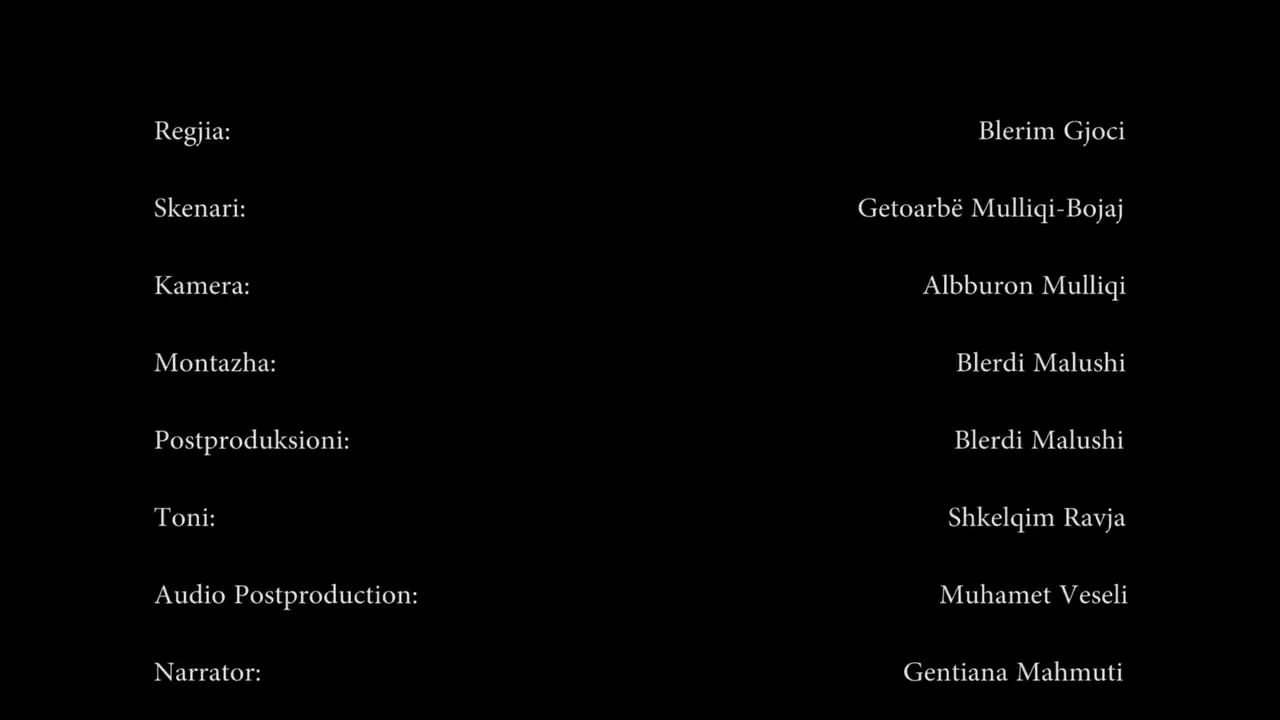 Regjia: Blerim Gjoci
Skenari: Getoarbë Mulliqi-Bojaj
Kamera: Albburon Mulliqi
Montazha: Blerdi Malushi
Postproduksioni: Blerdi Malushi
Toni: Shkelqim Ravja
Audio Postproduction: Muhamet Veseli
Narrator: Gentiana Mahmuti